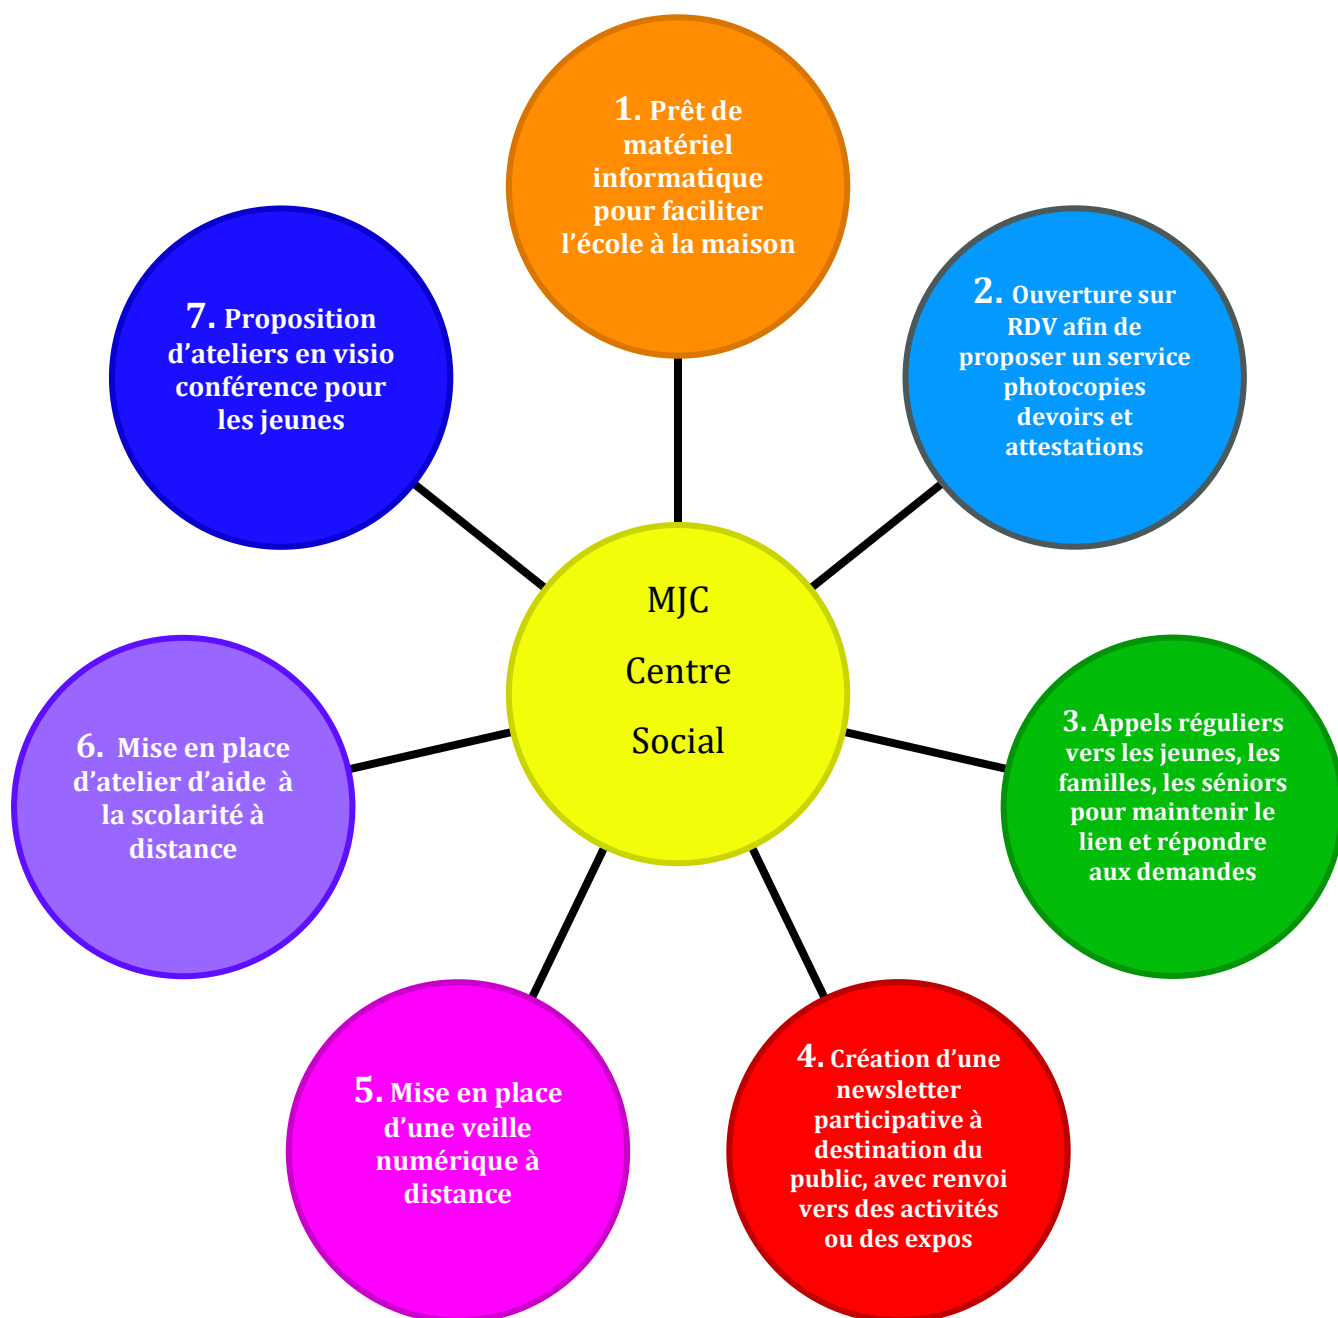 1. Prêt de
matériel
informatique
pour faciliter
l’école à la maison
2. Ouverture sur
RDV afin de
proposer un service
photocopies
devoirs et
attestations
3. Appels réguliers
vers les jeunes, les
familles, les séniors
pour maintenir le
lien et répondre
aux demandes
4. Création d’une
newsletter
participative à
destination du
public, avec renvoi
vers des activités
ou des expos
5. Mise en place
d’une veille
numérique à
distance
6. Mise en place
d’atelier d’aide à
la scolarité à
distance
7. Proposition
d’ateliers en visio
conférence pour
les jeunes
MJC
Centre
Social